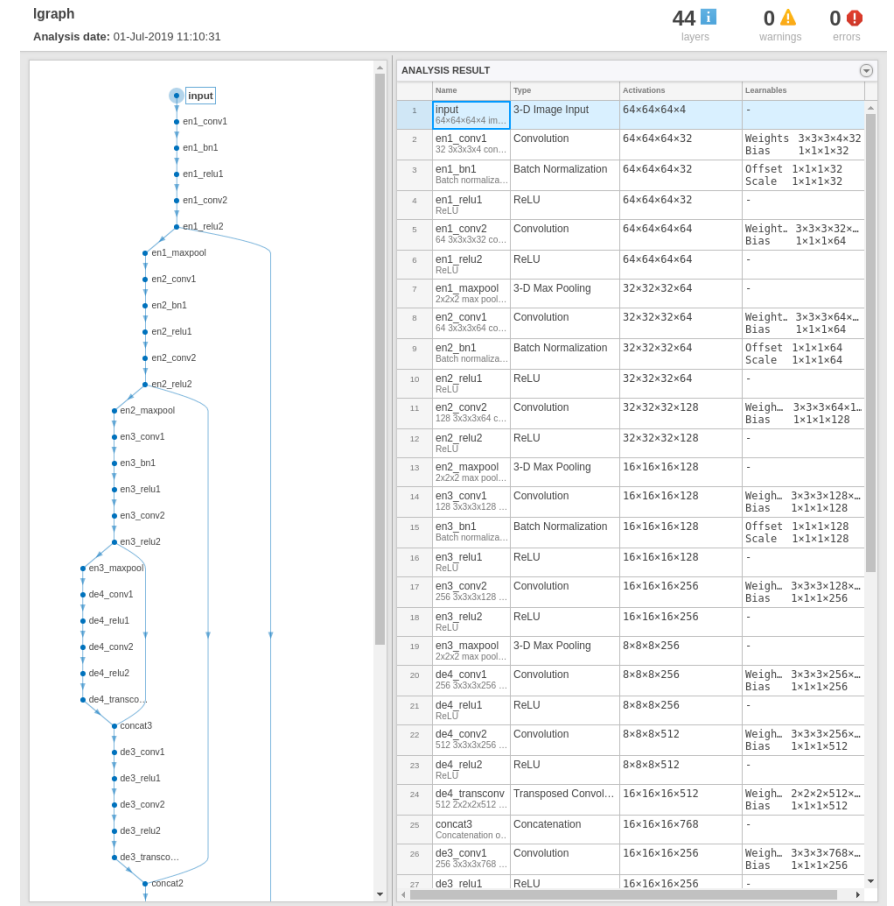 lgraph
Analysis date: 01-Jul-2019 11:10:31
44 i
layers
0
warnings
0
errors
input
en1_conv1
en1_bn1
en1_relu1
en1_conv2
en1_relu2
en1_maxpool
en2_conv1
en2_bn1
en2_relu1
en2_conv2
en2_relu2
en2_maxpool
en3_conv1
en3_bn1
en3_relu1
en3_conv2
en3_relu2
en3_maxpool
de4_conv1
de4_relu1
de4_conv2
de4_relu2
de4_transco...
concat3
de3_conv1
de3_relu1
de3_conv2
de3_relu2
de3_transco...
concat2
ANALYSIS RESULT
Name Type Activations Learnables
1 input 3-D Image Input 64×64×64×4 -
64×64×64×4 im...
2 en1_conv1 Convolution 64×64×64×32 Weights 3×3×3×4×32
32 3x3x3x4 con... Bias 1×1×1×32
3 en1_bn1 Batch Normalization 64×64×64×32 Offset 1×1×1×32
Batch normaliza... Scale 1×1×1×32
4 en1_relu1 ReLU 64×64×64×32 -
ReLU
5 en1_conv2 Convolution 64×64×64×64 Weight… 3×3×3×32×…
64 3x3x3x32 co... Bias 1×1×1×64
6 en1_relu2 ReLU 64×64×64×64 -
ReLU
7 en1_maxpool 3-D Max Pooling 32×32×32×64 -
2x2x2 max pool...
8 en2_conv1 Convolution 32×32×32×64 Weight… 3×3×3×64×…
64 3x3x3x64 co... Bias 1×1×1×64
9 en2_bn1 Batch Normalization 32×32×32×64 Offset 1×1×1×64
Batch normaliza... Scale 1×1×1×64
10 en2_relu1 ReLU 32×32×32×64 -
ReLU
11 en2_conv2 Convolution 32×32×32×128 Weigh… 3×3×3×64×1…
128 3x3x3x64 c... Bias 1×1×1×128
12 en2_relu2 ReLU 32×32×32×128 -
ReLU
13 en2_maxpool 3-D Max Pooling 16×16×16×128 -
2x2x2 max pool...
14 en3_conv1 Convolution 16×16×16×128 Weigh… 3×3×3×128×…
128 3x3x3x128 ... Bias 1×1×1×128
15 en3_bn1 Batch Normalization 16×16×16×128 Offset 1×1×1×128
Batch normaliza... Scale 1×1×1×128
16 en3_relu1 ReLU 16×16×16×128 -
ReLU
17 en3_conv2 Convolution 16×16×16×256 Weigh… 3×3×3×128×…
256 3x3x3x128 ... Bias 1×1×1×256
18 en3_relu2 ReLU 16×16×16×256 -
ReLU
19 en3_maxpool 3-D Max Pooling 8×8×8×256 -
2x2x2 max pool...
20 de4_conv1 Convolution 8×8×8×256 Weigh… 3×3×3×256×…
256 3x3x3x256 ... Bias 1×1×1×256
21 de4_relu1 ReLU 8×8×8×256 -
ReLU
22 de4_conv2 Convolution 8×8×8×512 Weigh… 3×3×3×256×…
512 3x3x3x256 ... Bias 1×1×1×512
23 de4_relu2 ReLU 8×8×8×512 -
ReLU
24 de4_transconv Transposed Convol... 16×16×16×512 Weigh… 2×2×2×512×…
512 2x2x2x512 ... Bias 1×1×1×512
25 concat3 Concatenation 16×16×16×768 -
Concatenation o...
26 de3_conv1 Convolution 16×16×16×256 Weigh… 3×3×3×768×…
256 3x3x3x768 ... Bias 1×1×1×256
27 de3_relu1 ReLU 16×16×16×256 -